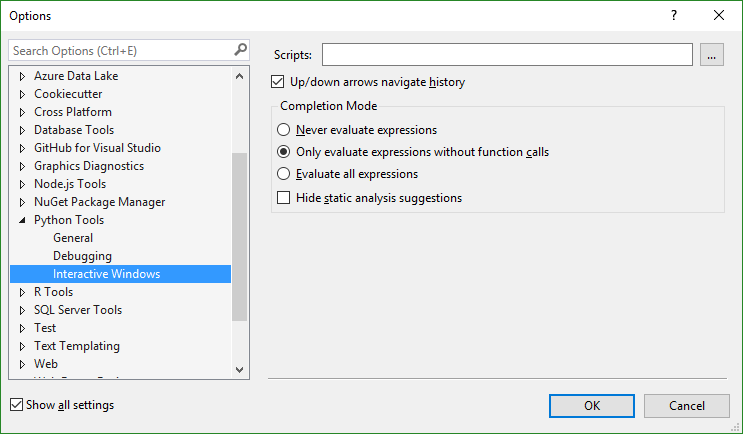 Options
?
Search Options (Ctrl+E)
Azure Data Lake
Cookiecutter
Cross Platform
Database Tools
GitHub for Visual Studio
Graphics Diagnostics
Node.js Tools
NuGet Package Manager
Python Tools
General
Debugging
Interactive Windows
R Tools
SQL Server Tools
Test
Text Templating
Web
Show all settings
Scripts:
...
Up/down arrows navigate history
Completion Mode
Never evaluate expressions
Only evaluate expressions without function calls
Evaluate all expressions
Hide static analysis suggestions
OK
Cancel